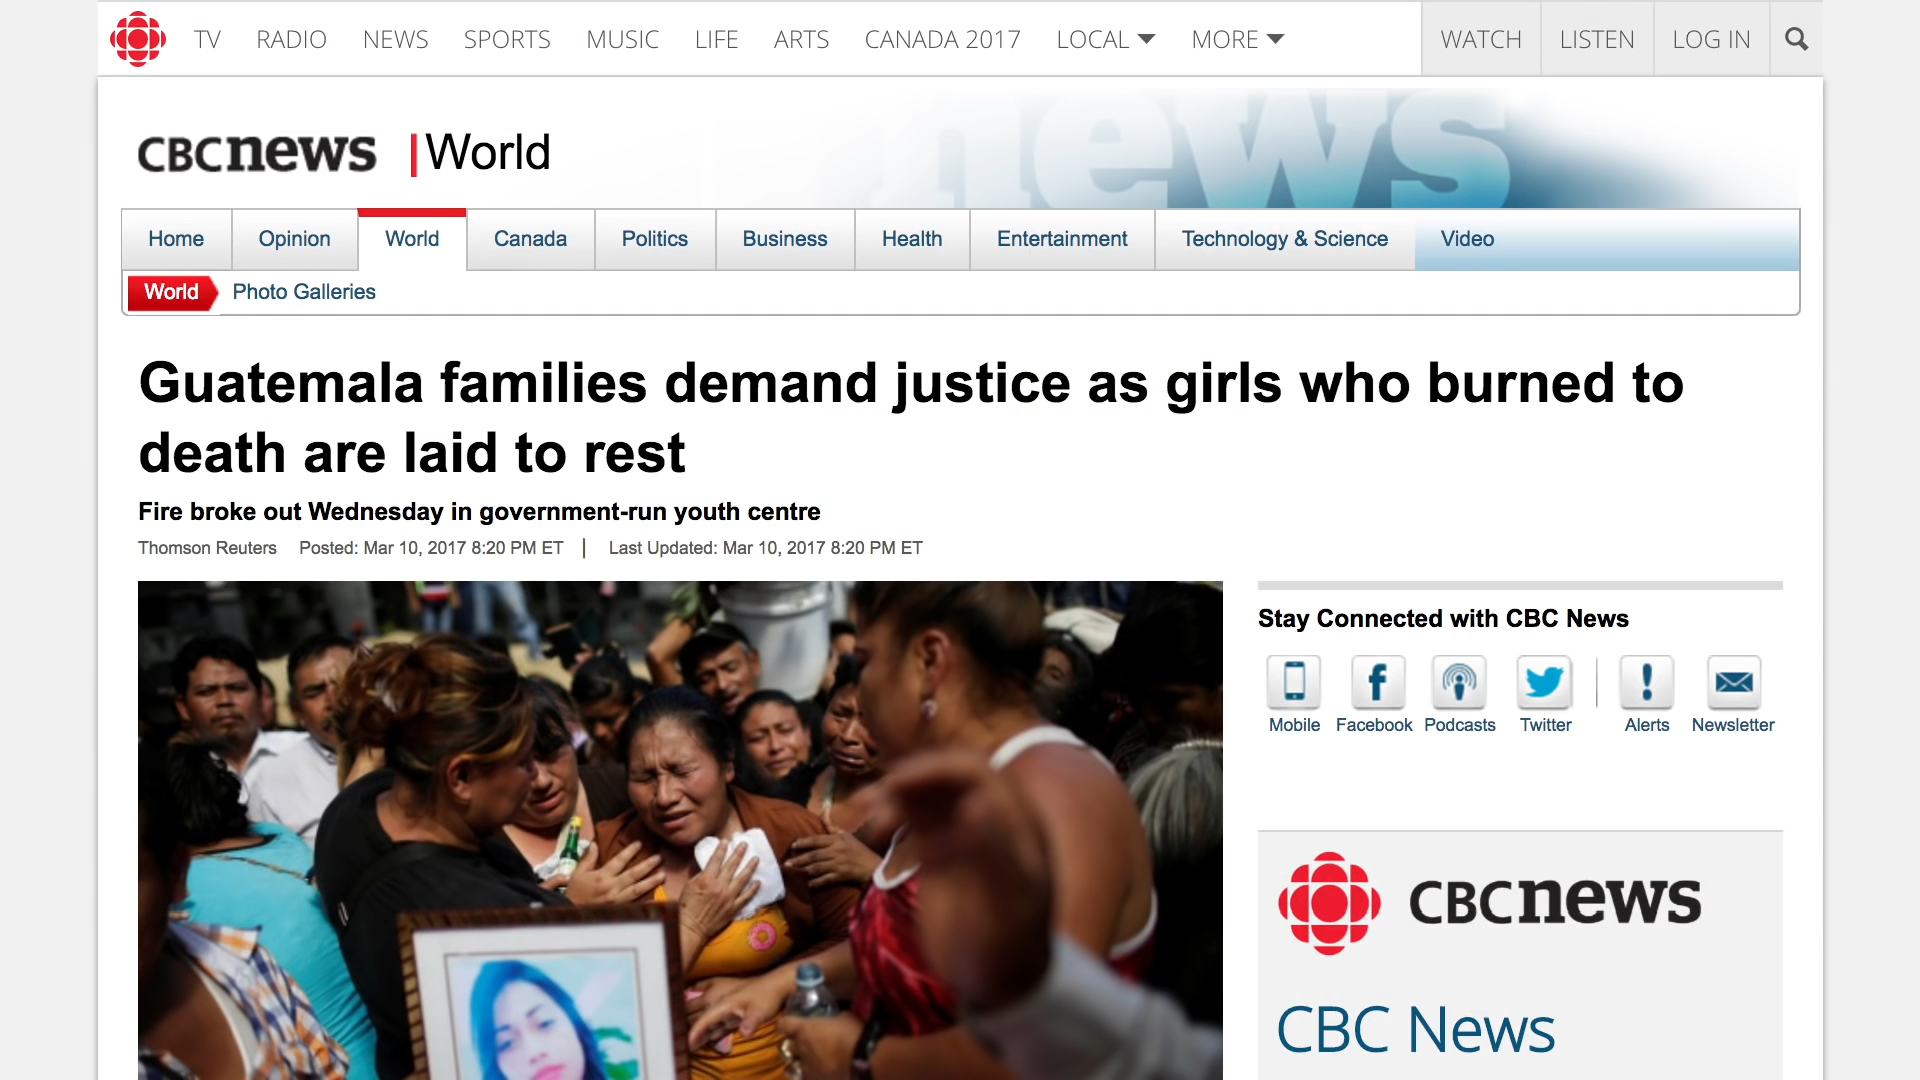 TV RADIO NEWS SPORTS MUSIC LIFE ARTS CANADA 2017 LOCAL MORE WATCH LISTEN LOG IN
news
CBCnews | World
Home Opinion World Canada Politics Business Health Entertainment Technology & Science Video
World Photo Galleries
Guatemala families demand justice as girls who burned to
death are laid to rest
Fire broke out Wednesday in government-run youth centre
Thomson Reuters Posted: Mar 10, 2017 8:20 PM ET | Last Updated: Mar 10, 2017 8:20 PM ET
Stay Connected with CBC News
Mobile Facebook Podcasts Twitter Alerts Newsletter
CBCnews
CBC News